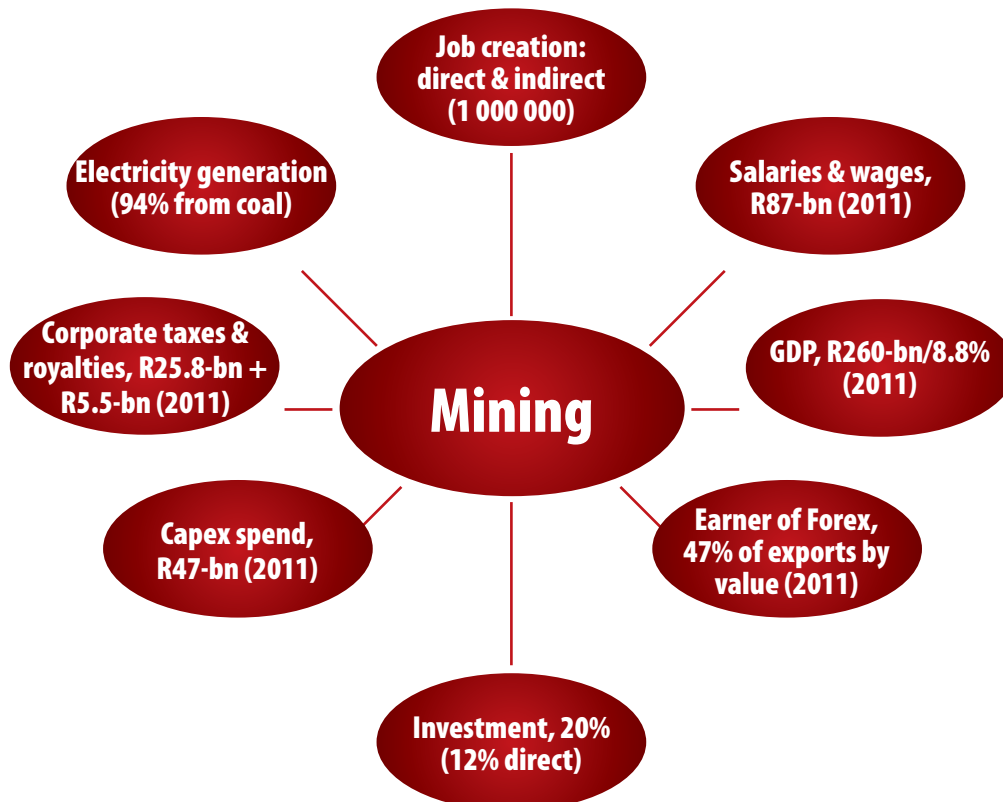 Job creation:
direct & indirect
(1 000 000)
Electricity generation
(94% from coal)
Salaries & wages,
R87-bn (2011)
Corporate taxes &
royalties, R25.8-bn +
R5.5-bn (2011)
GDP, R260-bn/8.8%
(2011)
Mining
Capex spend,
R47-bn (2011)
Earner of Forex,
47% of exports by
value (2011)
Investment, 20%
(12% direct)